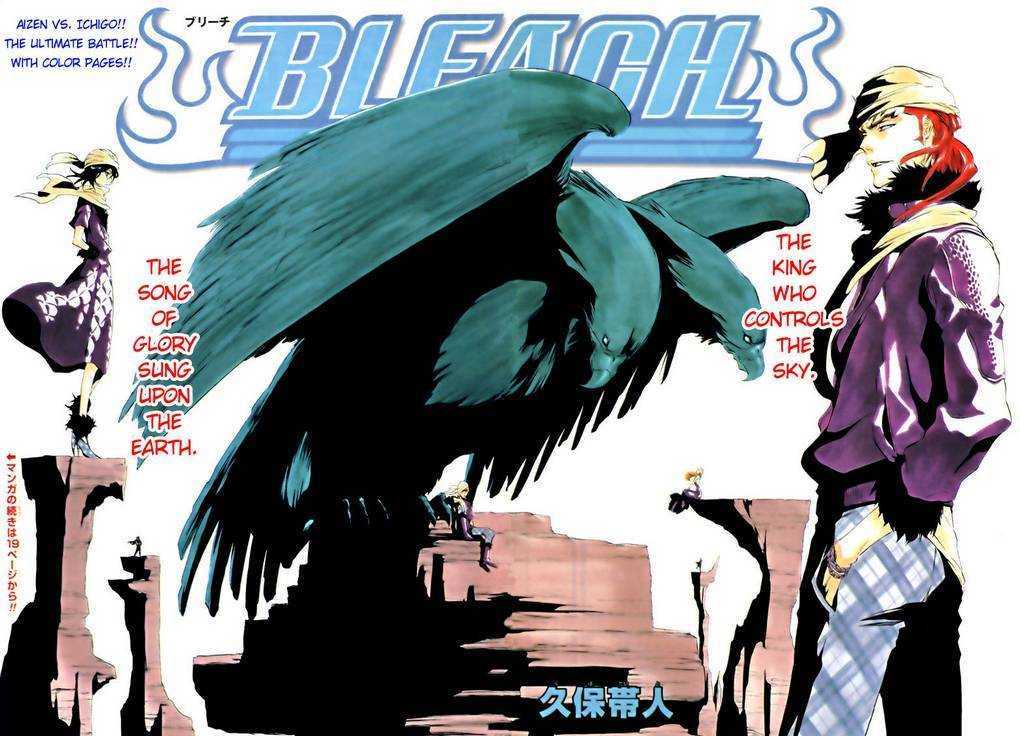 AIZEN VS. ICHIGO!!
THE ULTIMATE BATTLE!!
WITH COLOR PAGES!!
ブリーチ
BLEACH
THE
KING
WHO
CONTROLS
THE
SKY.
THE
SONG
OF
GLORY
SUNG
UPON
THE
EARTH.
←マンガの続きは19ページから!!
久保帯人